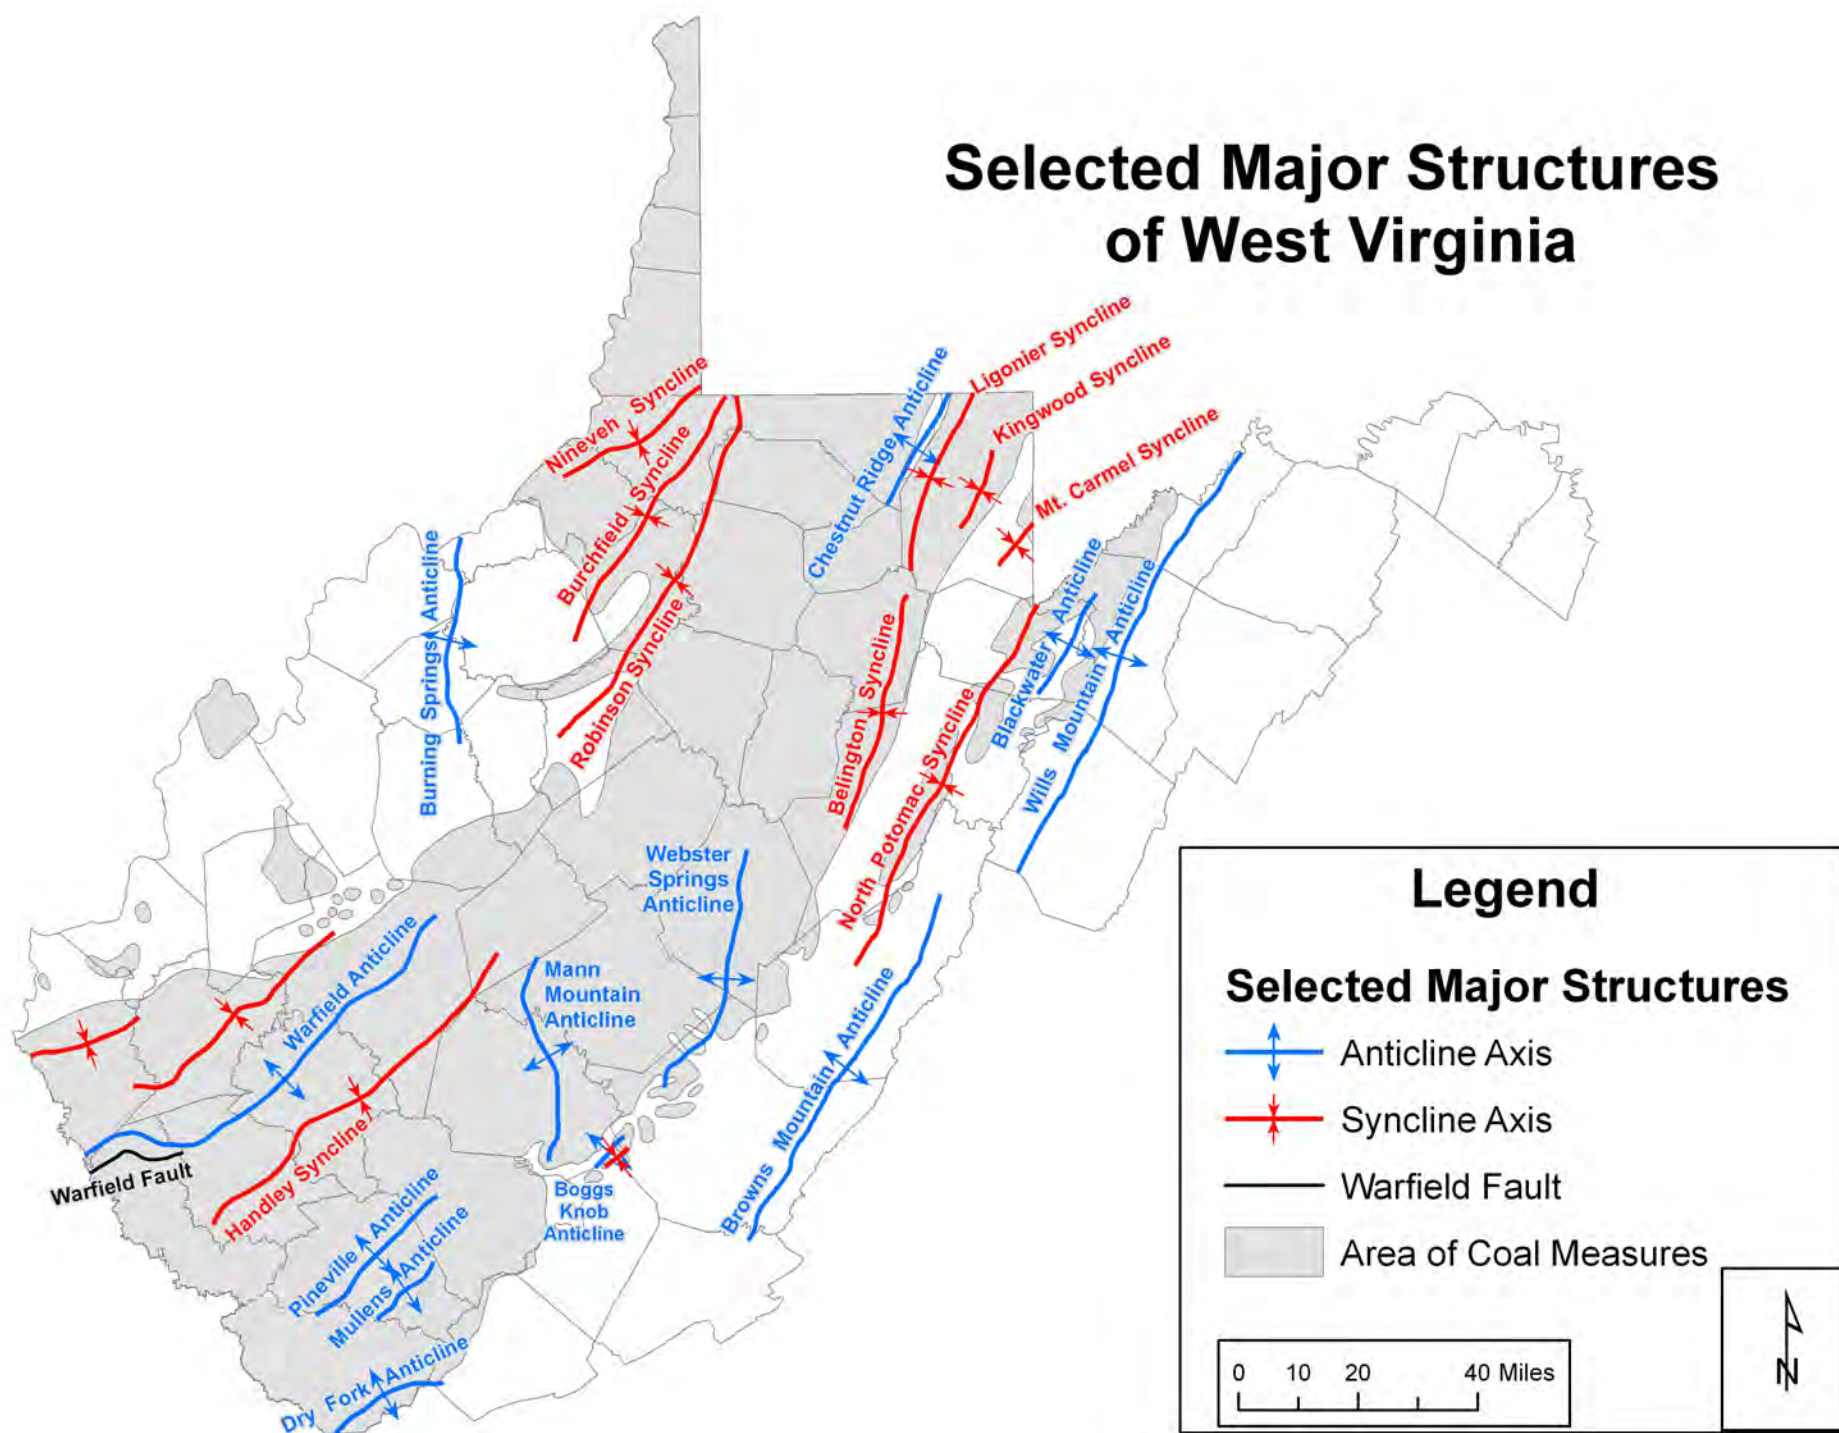 Selected Major Structures
of West Virginia
Nineveh Syncline
Burchfield Syncline
Robinson Syncline
Chestnut Ridge Anticline
Ligonier Syncline
Kingwood Syncline
Mt. Carmel Syncline
Burning Springs Anticline
Belington Syncline
North Potomac Syncline
Blackwater Anticline
Wills Mountain Anticline
Webster
Springs
Anticline
Warfield Anticline
Mann
Mountain
Anticline
Browns Mountain Anticline
Warfield Fault
Handley Syncline
Boggs
Knob
Anticline
Pineville Anticline
Mullens Anticline
Dry Fork Anticline
Legend
Selected Major Structures
Anticline Axis
Syncline Axis
Warfield Fault
Area of Coal Measures
0 10 20 40 Miles
N